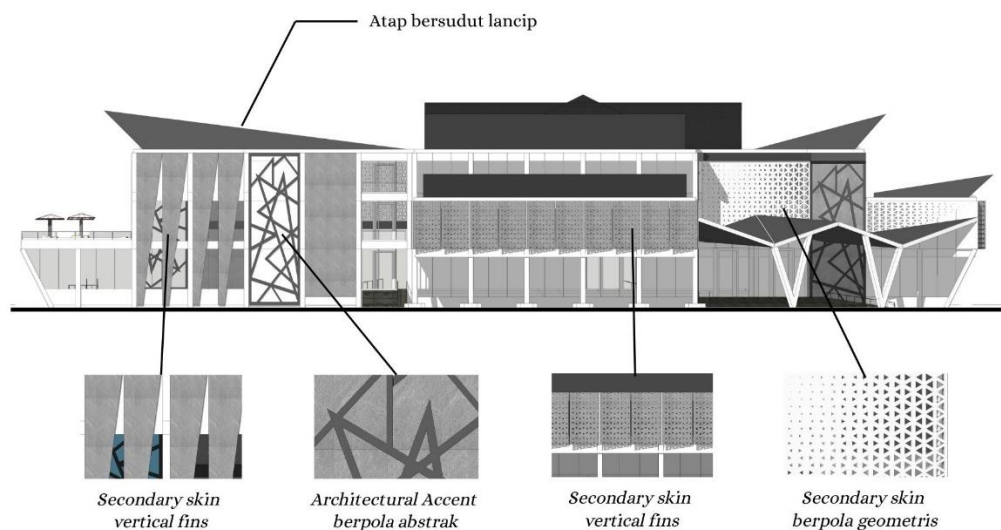 Atap bersudut lancip
Secondary skin
vertical fins
Architectural Accent
berpola abstrak
Secondary skin
vertical fins
Secondary skin
berpola geometris